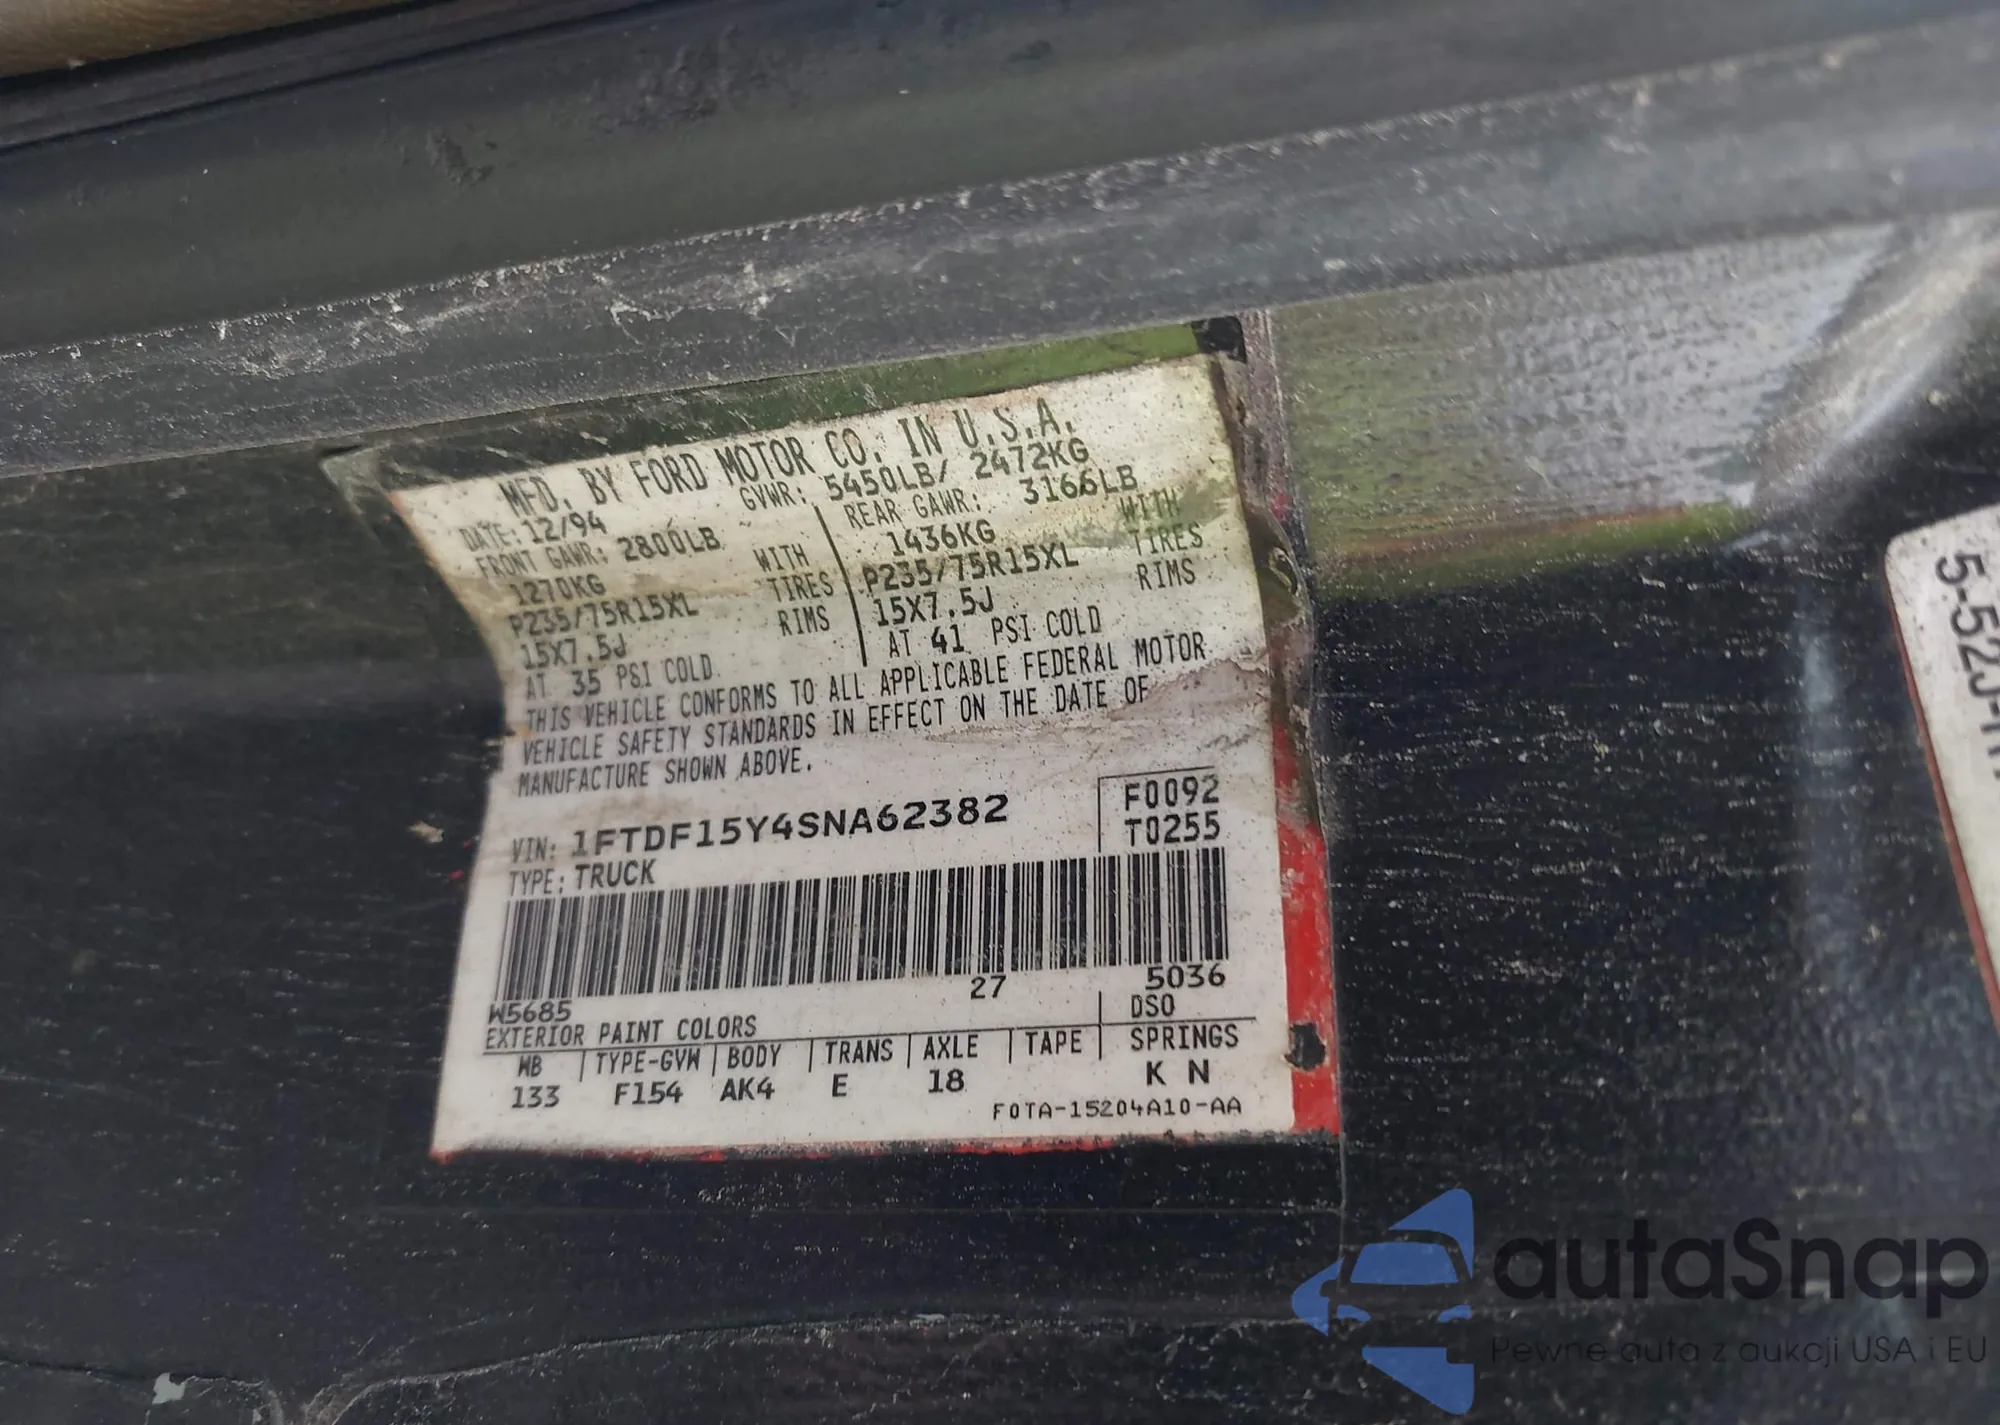 MFD. BY FORD MOTOR CO. IN U.S.A.
DATE: 12/94 GVWR: 5450LB/ 2472KG
FRONT GAWR: 2800LB REAR GAWR: 3166LB
1270KG WITH 1436KG WITH
P235/75R15XL TIRES P235/75R15XL TIRES
15X7.5J RIMS 15X7.5J RIMS
AT 35 PSI COLD AT 41 PSI COLD
THIS VEHICLE CONFORMS TO ALL APPLICABLE FEDERAL MOTOR
VEHICLE SAFETY STANDARDS IN EFFECT ON THE DATE OF
MANUFACTURE SHOWN ABOVE.
F0092
VIN: 1FTDF15Y4SNA62382 T0255
TYPE: TRUCK
27 5036
W5685 DSO
EXTERIOR PAINT COLORS
WB TYPE-GVW BODY TRANS AXLE TAPE SPRINGS
133 F154 AK4 E 18 K N
F0TA-15204A10-AA
autaSnap
Pewne auta z aukcji USA i EU